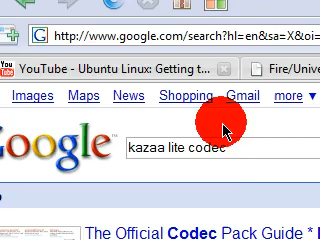 http://www.google.com/search?hl=en&sa=X&oi=
YouTube - Ubuntu Linux: Getting t... Fire/Univer
Images Maps News Shopping Gmail more ▼
Google™ kazaa lite codec
The Official Codec Pack Guide *